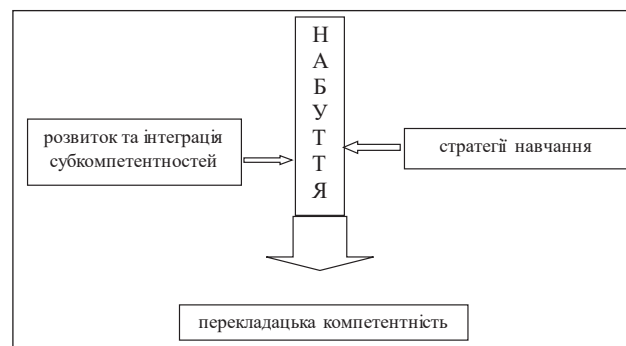 Н
А
Б
У
Т
Т
Я
розвиток та інтеграція
субкомпетентностей
стратегії навчання
перекладацька компетентність